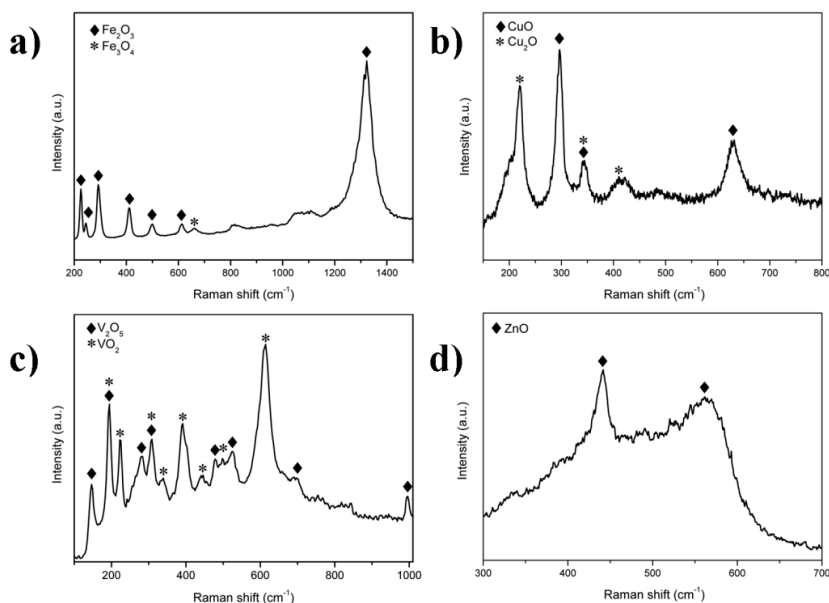 a)
◆ Fe₂O₃
* Fe₃O₄
Intensity (a.u.)
200 400 600 800 1000 1200 1400
Raman shift (cm⁻¹)
b)
◆ CuO
* Cu₂O
Intensity (a.u.)
200 300 400 500 600 700 800
Raman shift (cm⁻¹)
c)
◆ V₂O₅
* VO₂
Intensity (a.u.)
200 400 600 800 1000
Raman shift (cm⁻¹)
d)
◆ ZnO
Intensity (a.u.)
300 400 500 600 700
Raman shift (cm⁻¹)